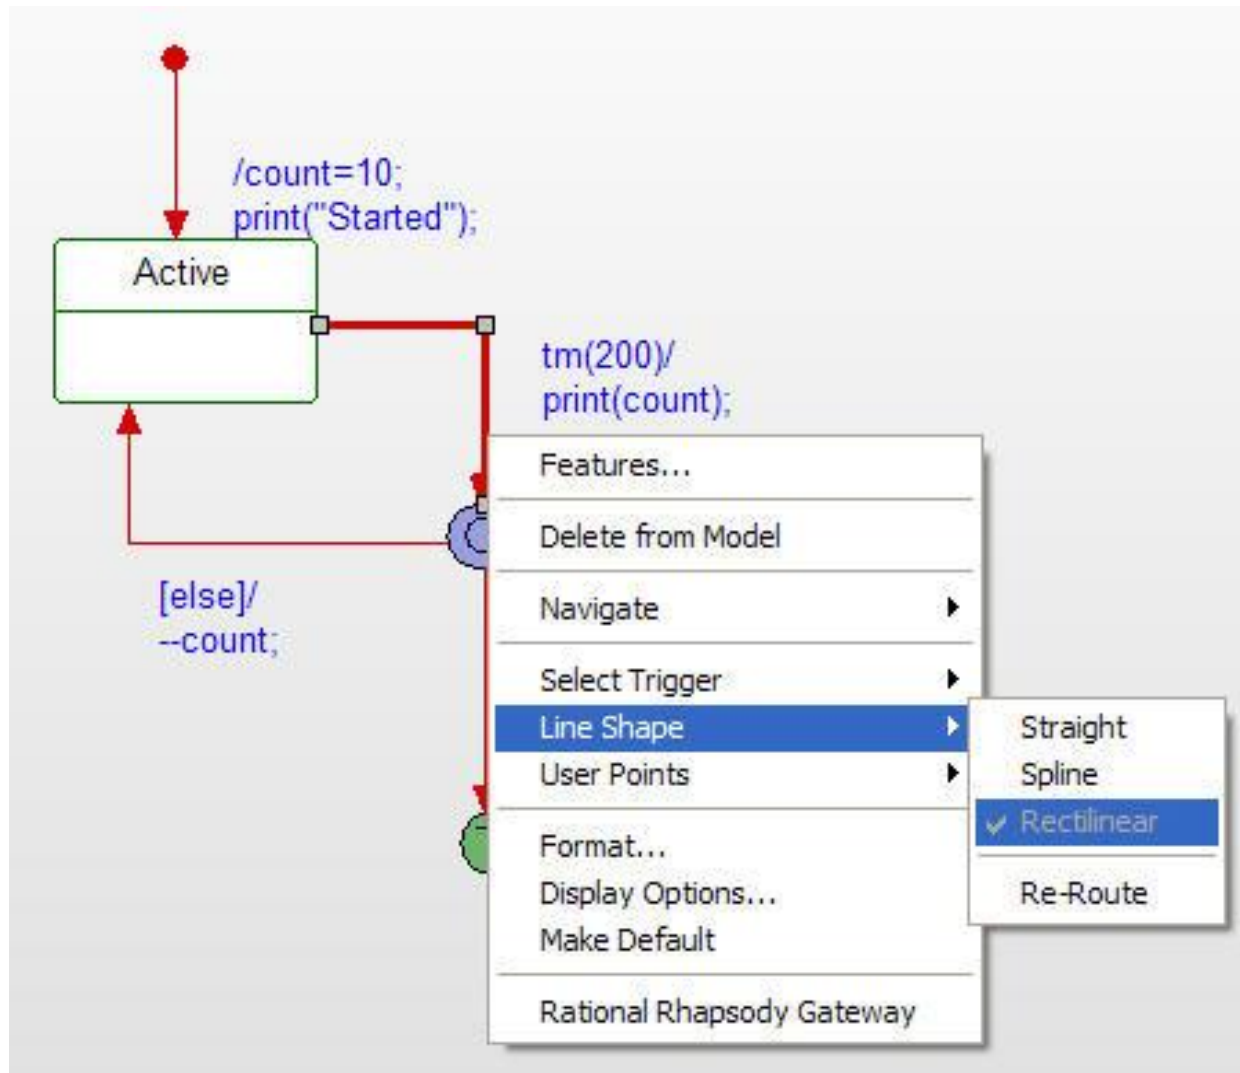 /count=10;
print("Started");
Active
tm(200)/
print(count);
[else]/
--count;
Features...
Delete from Model
Navigate
Select Trigger
Line Shape
User Points
Format...
Display Options...
Make Default
Rational Rhapsody Gateway
Straight
Spline
Rectilinear
Re-Route